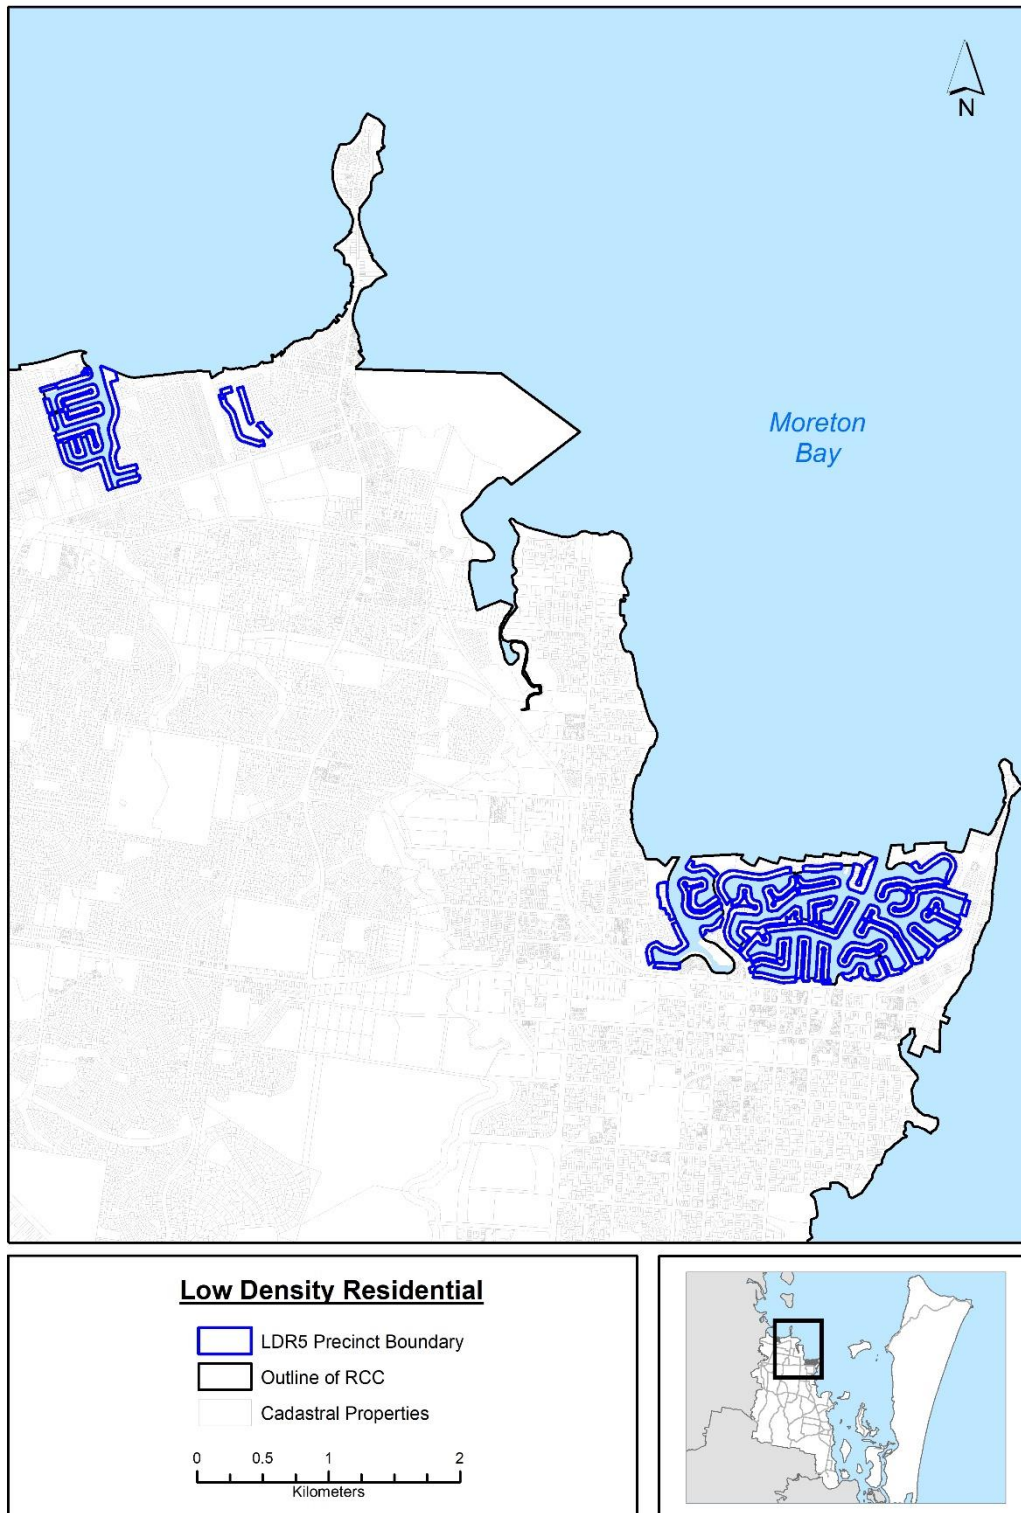 N
Moreton
Bay
Low Density Residential
LDR5 Precinct Boundary
Outline of RCC
Cadastral Properties
0 0.5 1 2
Kilometers